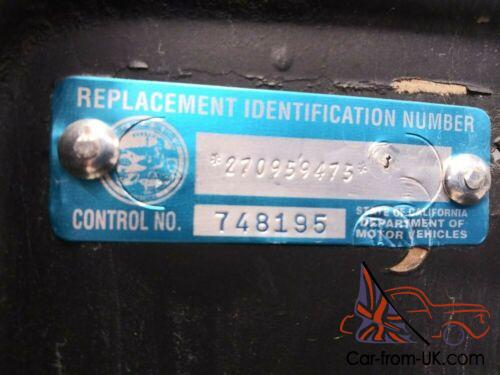 REPLACEMENT IDENTIFICATION NUMBER
*270959475*
CONTROL NO. 748195
STATE OF CALIFORNIA
DEPARTMENT OF
MOTOR VEHICLES
Car-from-UK.com